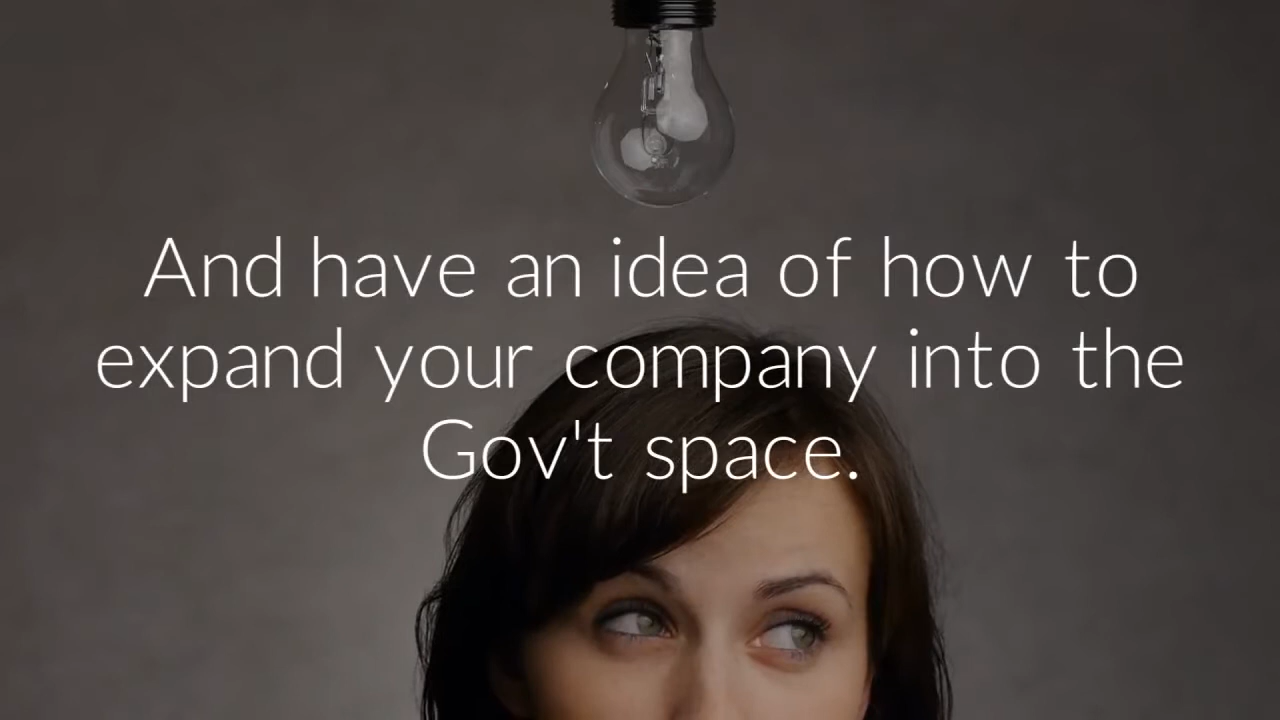 And have an idea of how to
expand your company into the
Gov't space.